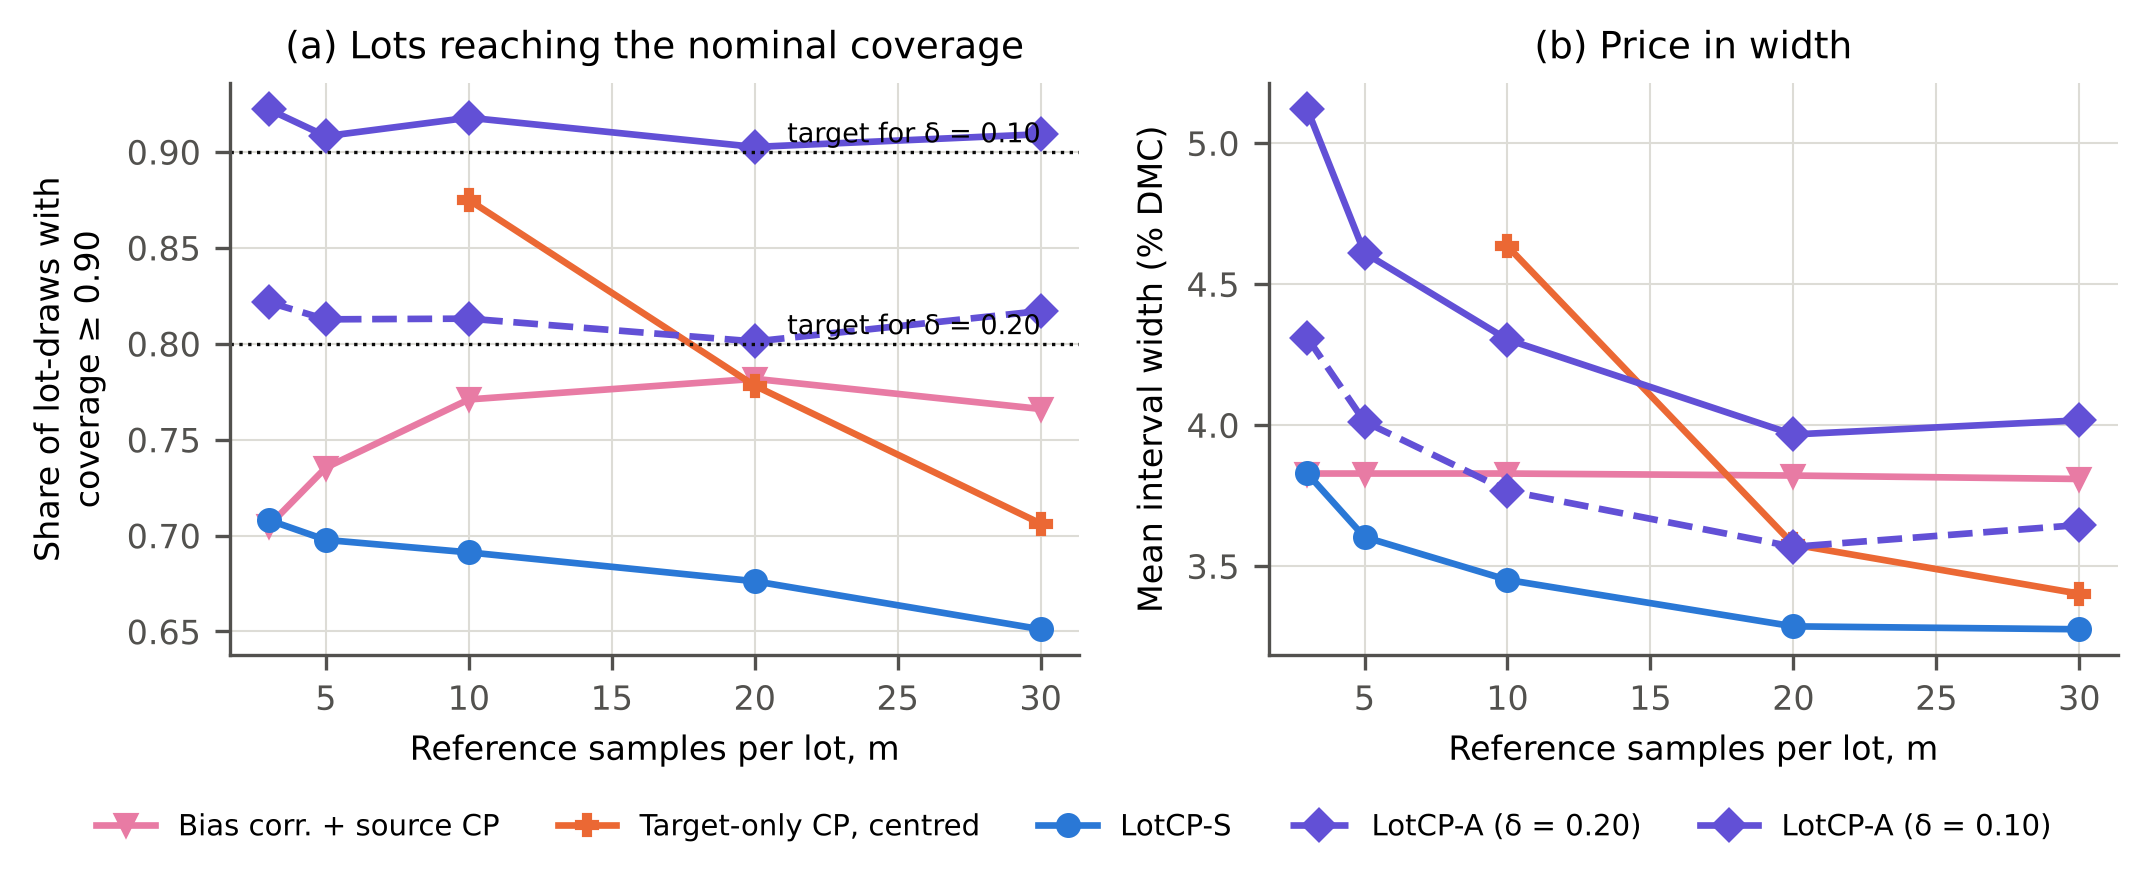 (a) Lots reaching the nominal coverage
Share of lot-draws with
coverage ≥ 0.90
0.90
0.85
0.80
0.75
0.70
0.65
target for δ = 0.10
target for δ = 0.20
5 10 15 20 25 30
Reference samples per lot, m
(b) Price in width
Mean interval width (% DMC)
5.0
4.5
4.0
3.5
5 10 15 20 25 30
Reference samples per lot, m
Bias corr. + source CP Target-only CP, centred LotCP-S LotCP-A (δ = 0.20) LotCP-A (δ = 0.10)